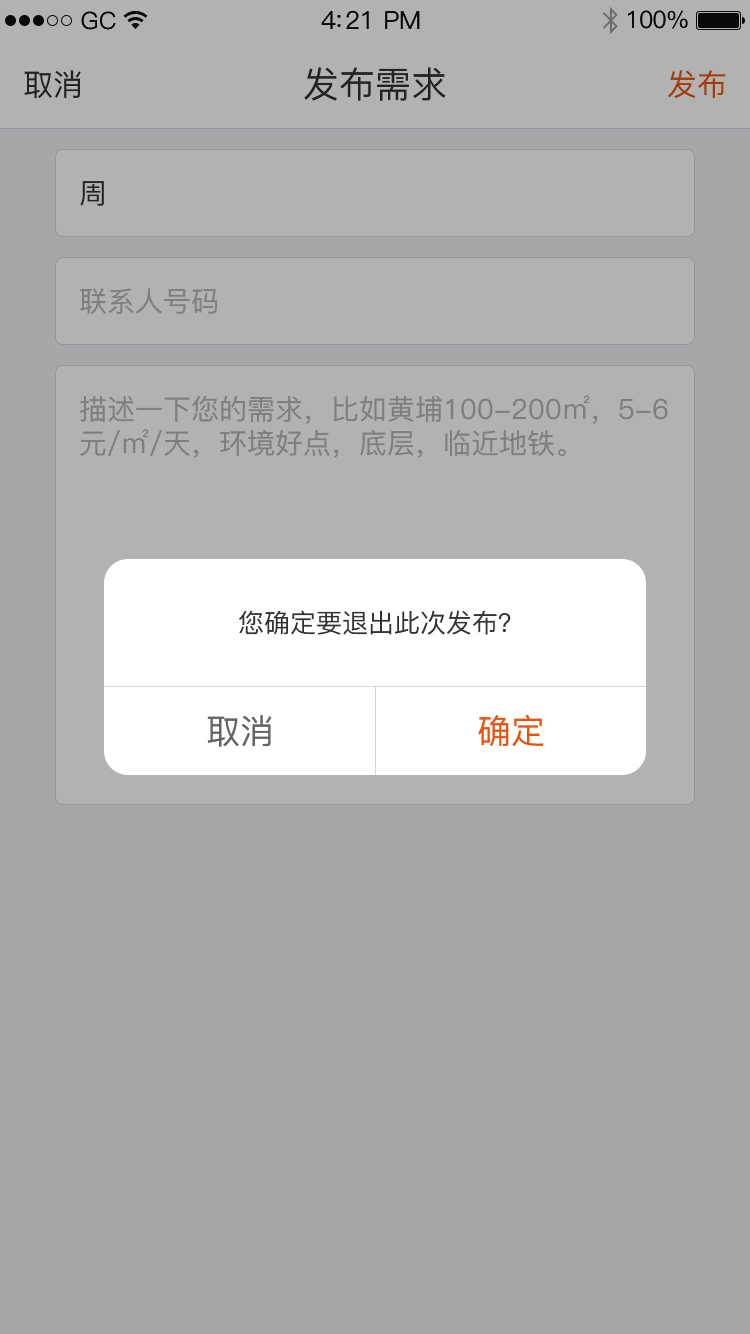 GC 4:21 PM 100%
取消 发布需求 发布
周
联系人号码
描述一下您的需求，比如黄埔100-200㎡，5-6
元/㎡/天，环境好点，底层，临近地铁。
您确定要退出此次发布?
取消 确定